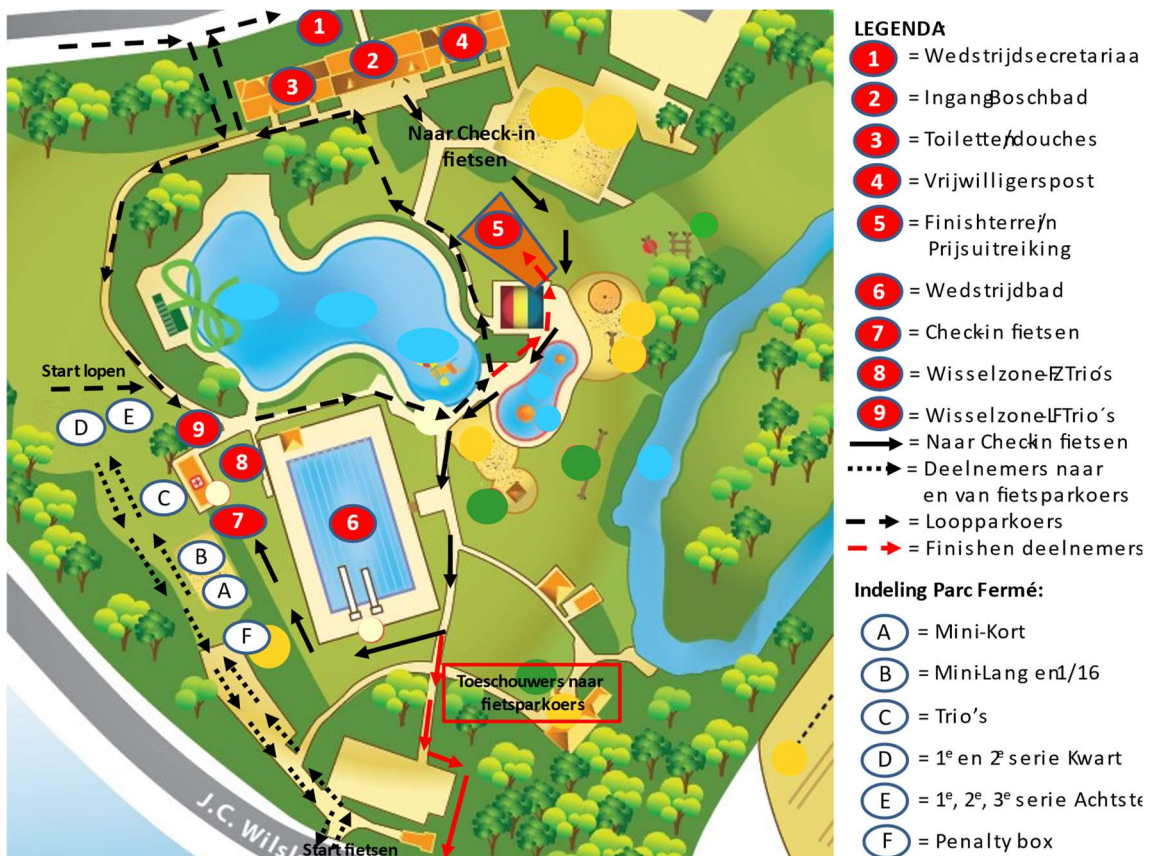 1
2
4
3
Naar Check-in
fietsen
5
Start lopen
E
D
9
8
C
7
6
B
A
F
Toeschouwers naar
fietsparkoers
J.C. Wilsl
Start fietsen
LEGENDA:
1 = Wedstrijdsecretariaa
2 = Ingang Boschbad
3 = Toiletten/douches
4 = Vrijwilligerspost
5 = Finishterrein/
Prijsuitreiking
6 = Wedstrijdbad
7 = Check-in fietsen
8 = Wisselzone-FZ Trio's
9 = Wisselzone-LF Trio´s
= Naar Check-in fietsen
= Deelnemers naar
en van fietsparkoers
= Loopparkoers
= Finishen deelnemers
Indeling Parc Fermé:
A = Mini-Kort
B = Mini-Lang en 1/16
C = Trio’s
D = 1e en 2e serie Kwart
E = 1e, 2e, 3e serie Achtste
F = Penalty box